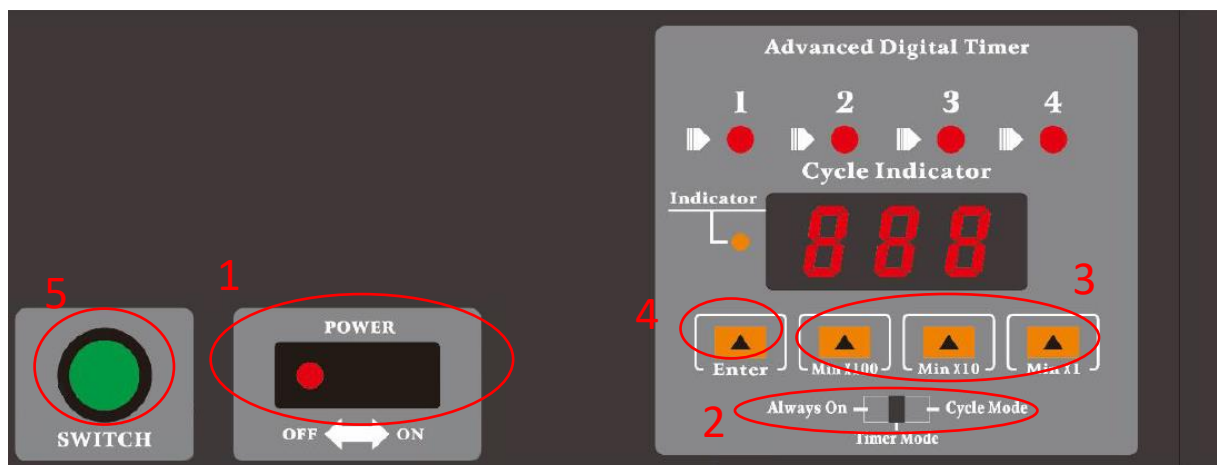 Advanced Digital Timer
1 2 3 4
Cycle Indicator
Indicator
888
5
1
4
3
POWER
Enter
Min X100
Min X10
Min X1
2
Always On
Cycle Mode
Timer Mode
SWITCH
OFF
ON